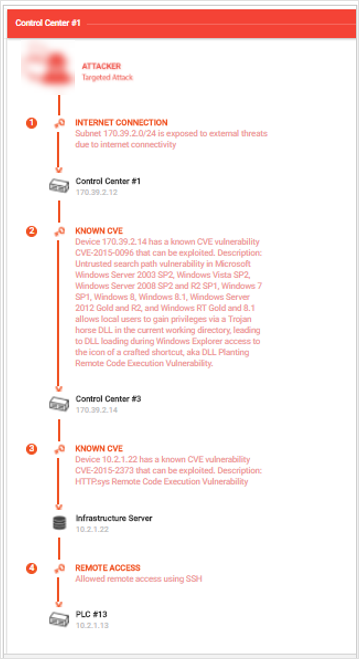 Control Center #1
ATTACKER
Targeted Attack
1 INTERNET CONNECTION
Subnet 170.39.2.0/24 is exposed to external threats
due to internet connectivity
Control Center #1
170.39.2.12
2 KNOWN CVE
Device 170.39.2.14 has a known CVE vulnerability
CVE-2015-0096 that can be exploited. Description:
Untrusted search path vulnerability in Microsoft
Windows Server 2003 SP2, Windows Vista SP2,
Windows Server 2008 SP2 and R2 SP1, Windows 7
SP1, Windows 8, Windows 8.1, Windows Server
2012 Gold and R2, and Windows RT Gold and 8.1
allows local users to gain privileges via a Trojan
horse DLL in the current working directory, leading
to DLL loading during Windows Explorer access to
the icon of a crafted shortcut, aka DLL Planting
Remote Code Execution Vulnerability.
Control Center #3
170.39.2.14
3 KNOWN CVE
Device 10.2.1.22 has a known CVE vulnerability
CVE-2015-2373 that can be exploited. Description:
HTTP.sys Remote Code Execution Vulnerability
Infrastructure Server
10.2.1.22
4 REMOTE ACCESS
Allowed remote access using SSH
PLC #13
10.2.1.13